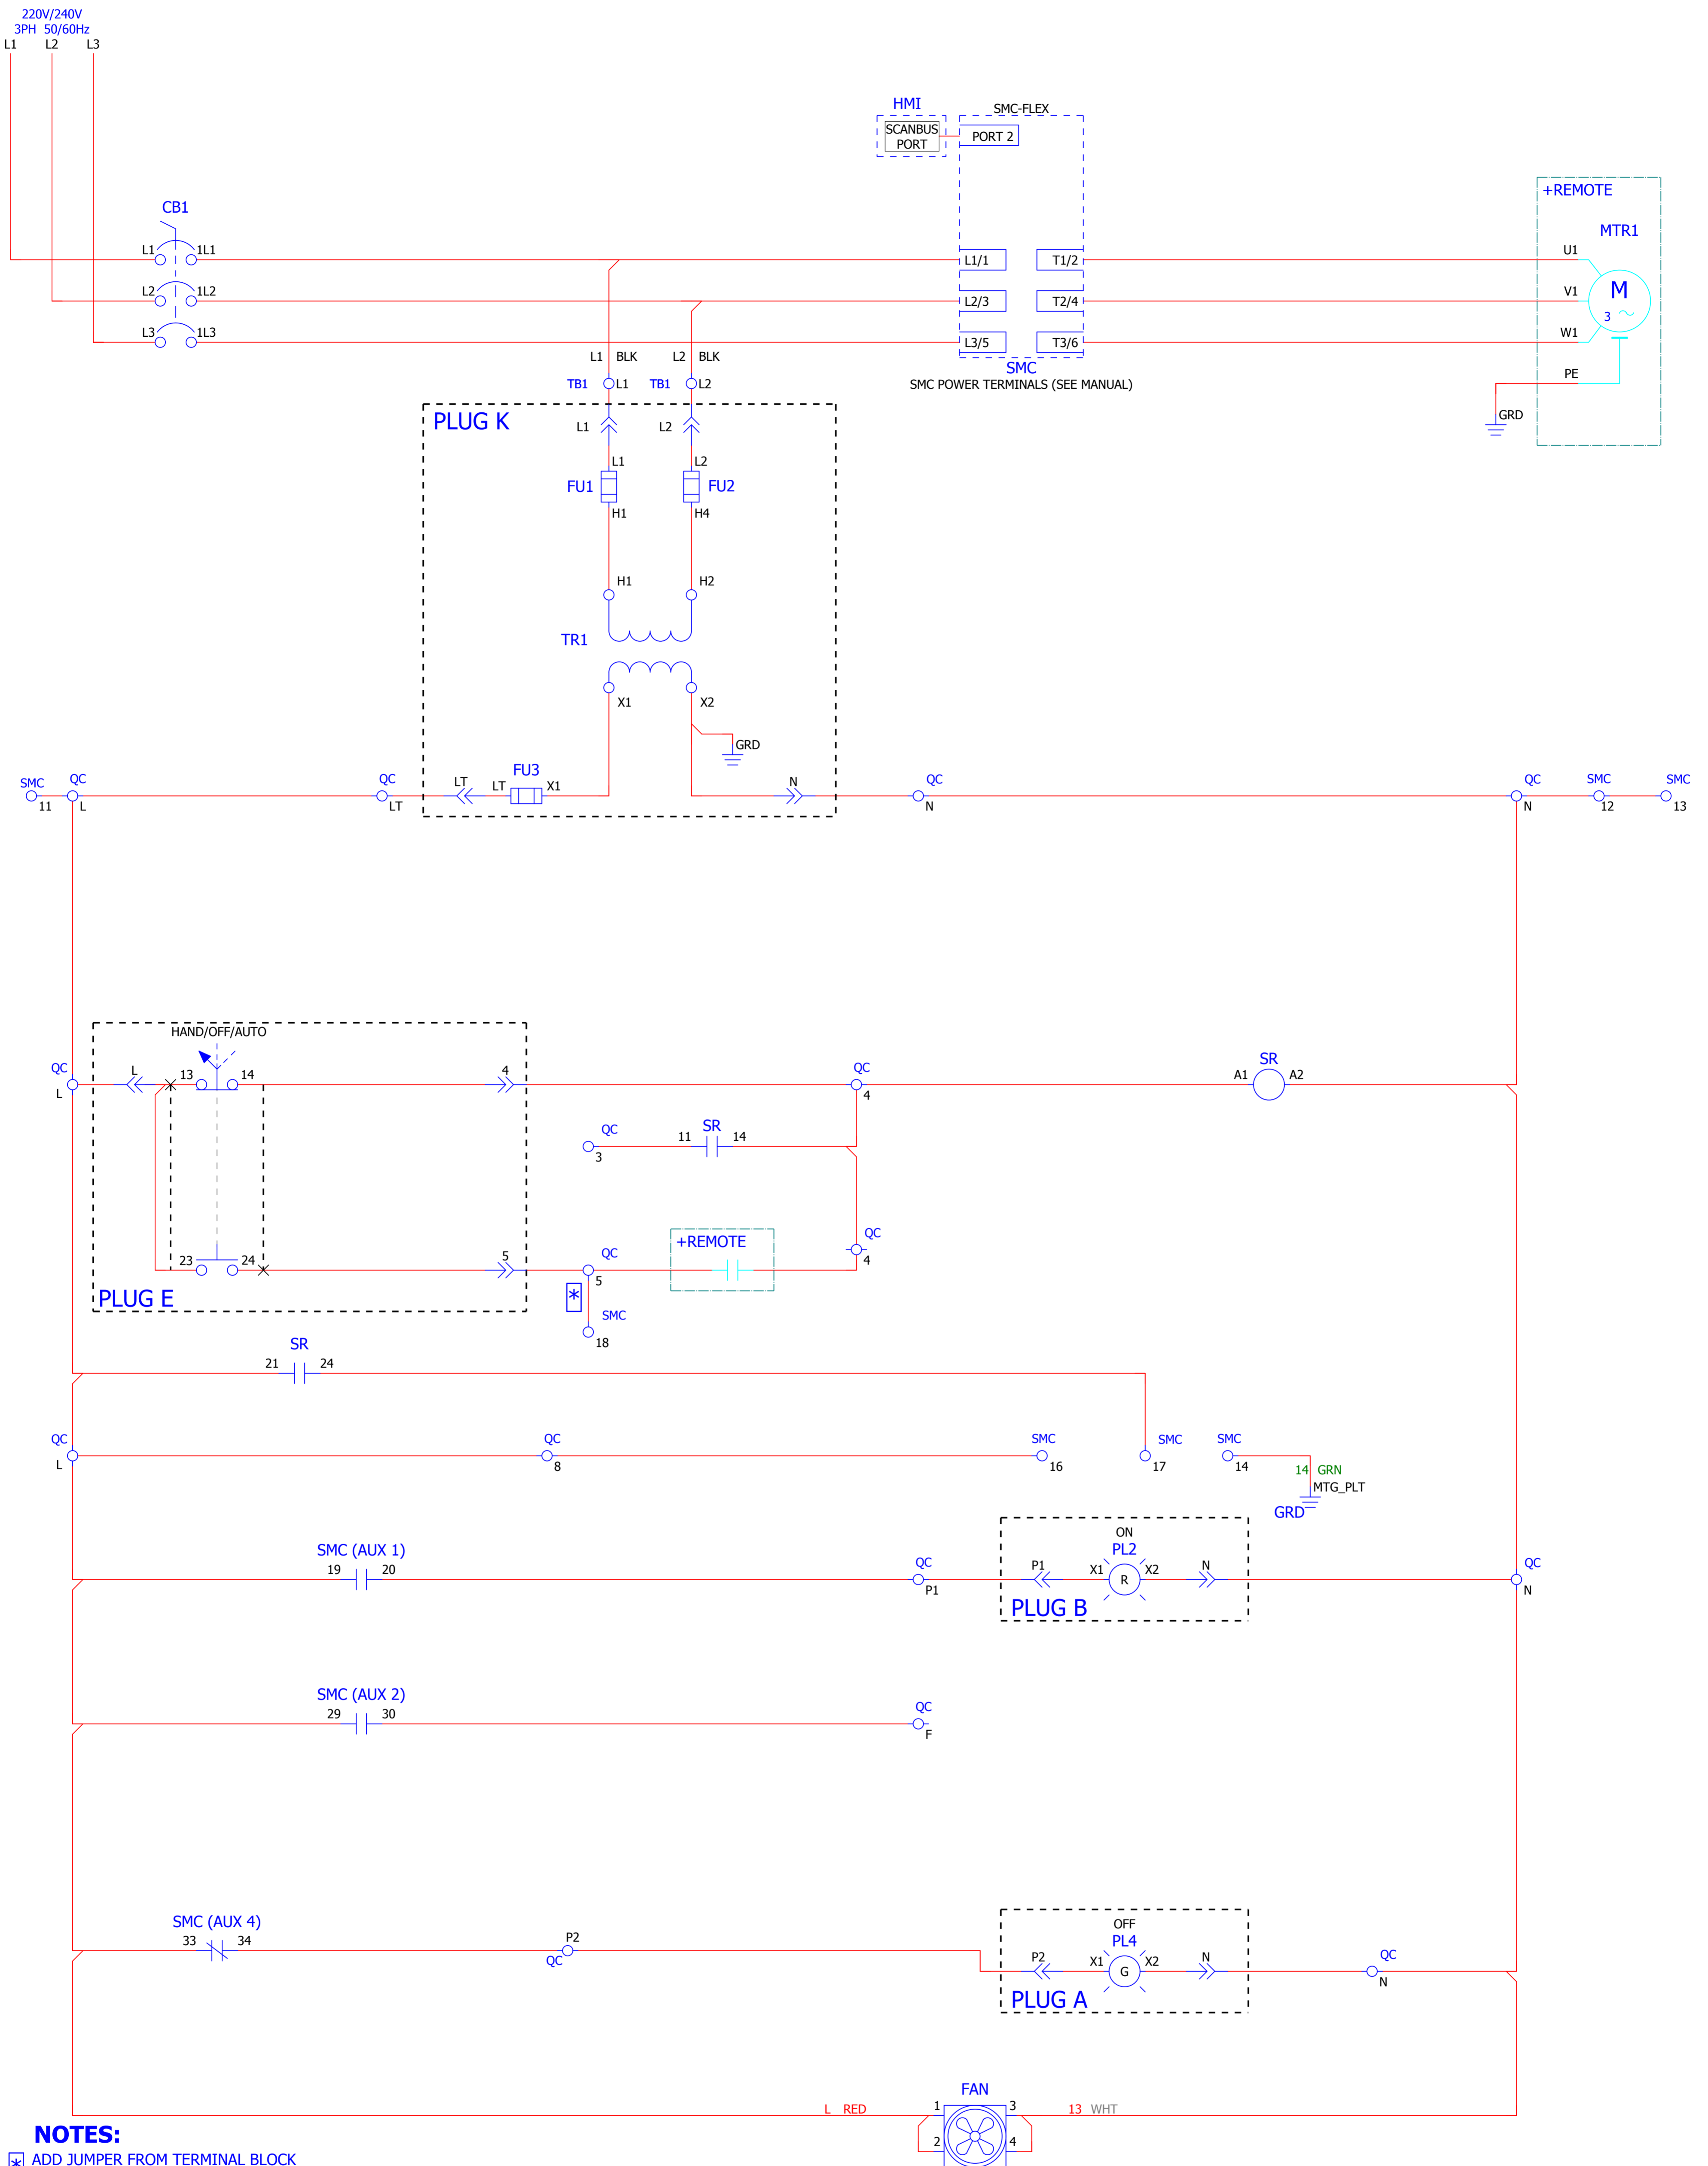 220V/240V
3PH 50/60Hz
L1 L2 L3
HMI
SMC-FLEX
SCANBUS
PORT
PORT 2
+REMOTE
CB1
MTR1
L1 1L1
L1/1 T1/2
U1
L2 1L2
L2/3 T2/4
V1
M
3
L3 1L3
L3/5 T3/6
W1
L1 BLK L2 BLK
SMC
SMC POWER TERMINALS (SEE MANUAL)
PE
TB1 L1 TB1 L2
GRD
PLUG K
L1 L2
L1 L2
FU1 FU2
H1 H4
H1 H2
TR1
X1 X2
GRD
SMC
11
QC
L
QC
LT
LT
LT
FU3
X1
N
QC
N
QC
N
SMC
12
SMC
13
HAND/OFF/AUTO
QC
L
L
13 14
4
QC
4
SR
A1 A2
QC
3
SR
11 14
23 24
5
QC
5
+REMOTE
QC
4
PLUG E
*
SMC
18
SR
21 24
QC
L
QC
8
SMC
16
SMC
17
SMC
14
14 GRN
MTG_PLT
GRD
SMC (AUX 1)
19 20
QC
P1
ON
PL2
P1
X1 R X2
N
PLUG B
QC
N
SMC (AUX 2)
29 30
QC
F
SMC (AUX 4)
33 34
P2
QC
OFF
PL4
P2
X1 G X2
N
PLUG A
QC
N
FAN
L RED
1 3
13 WHT
2 4
NOTES:
* ADD JUMPER FROM TERMINAL BLOCK